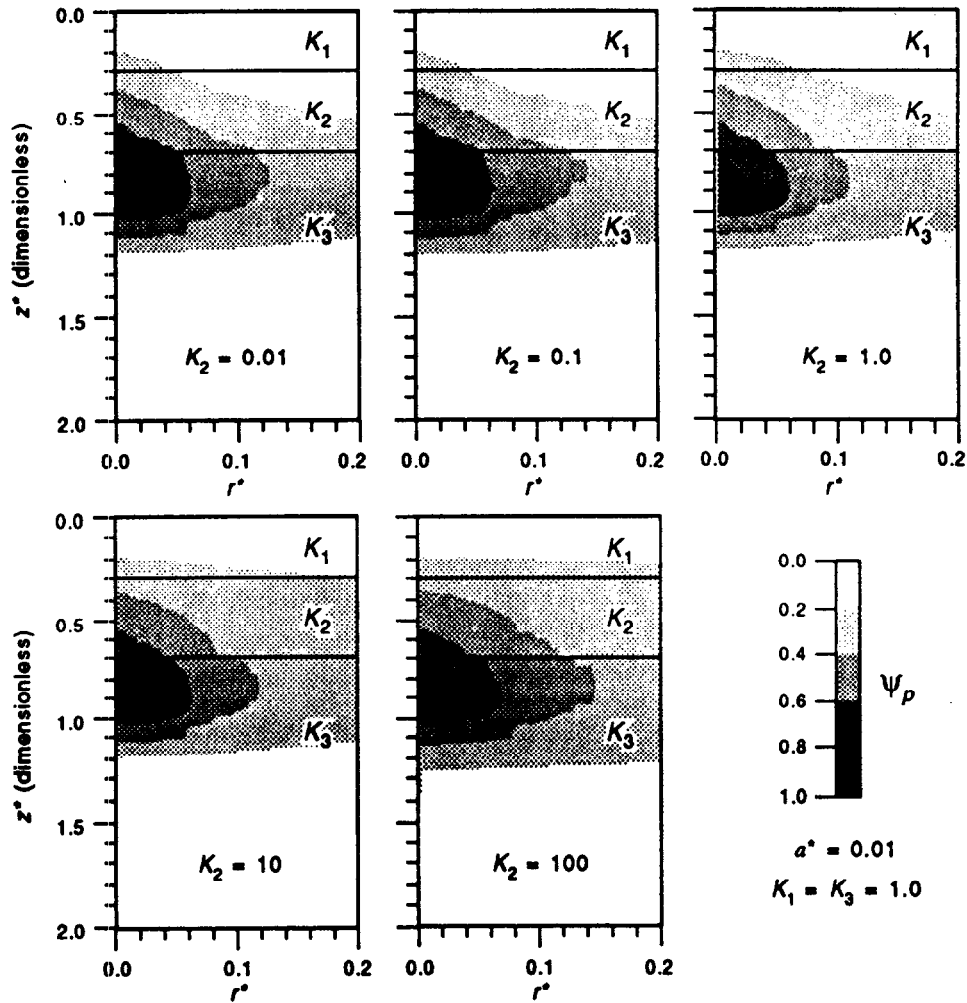 z* (dimensionless)
0.0
0.5
1.0
1.5
2.0
K₁
K₂
K₃
K₂ = 0.01
0.0
0.1
0.2
r*
K₁
K₂
K₃
K₂ = 0.1
0.0
0.1
0.2
r*
K₁
K₂
K₃
K₂ = 1.0
0.0
0.1
0.2
r*
z* (dimensionless)
0.0
0.5
1.0
1.5
2.0
K₁
K₂
K₃
K₂ = 10
0.0
0.1
0.2
r*
K₁
K₂
K₃
K₂ = 100
0.0
0.1
0.2
r*
0.0
0.2
0.4
0.6
0.8
1.0
Ψₚ
a* = 0.01
K₁ = K₃ = 1.0